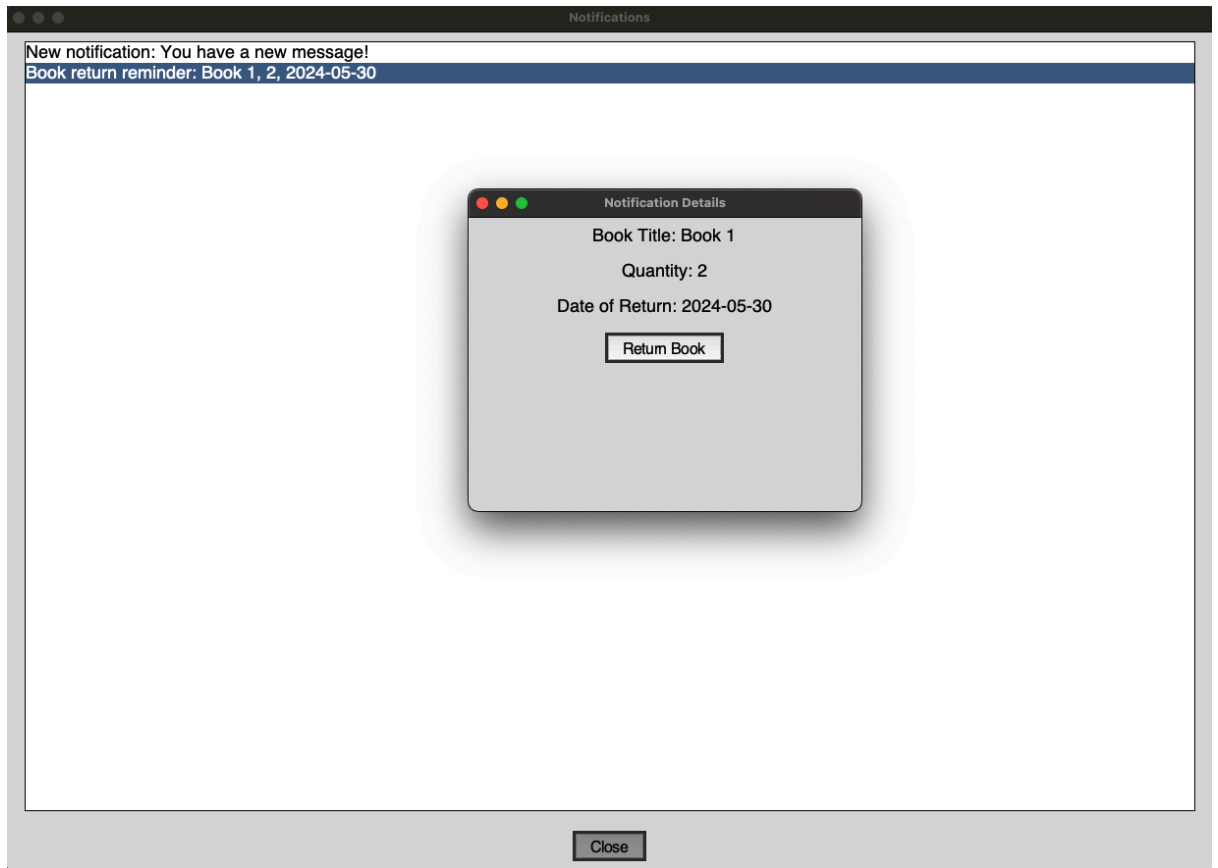 Notifications
New notification: You have a new message!
Book return reminder: Book 1, 2, 2024-05-30
Notification Details
Book Title: Book 1
Quantity: 2
Date of Return: 2024-05-30
Return Book
Close